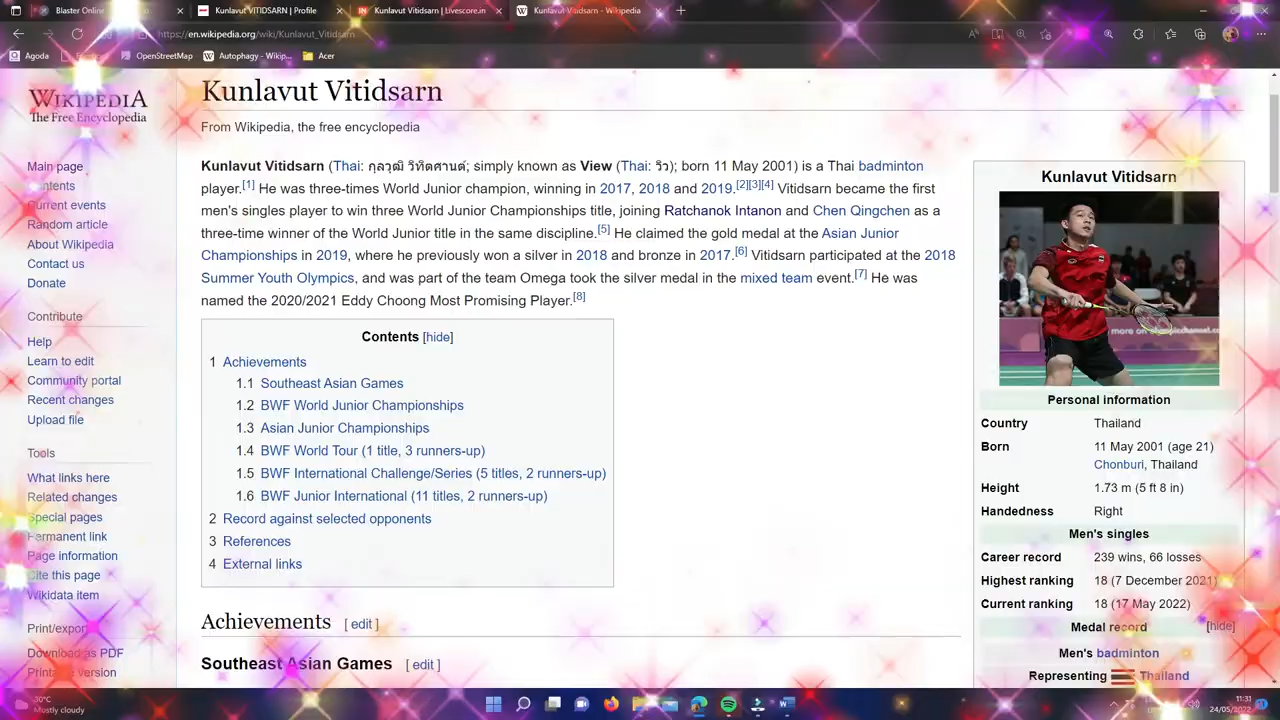 Blaster Onlin
Kunlavut VITIDSARN | Profile
Kunlavut Vitidsarn | Livescore.in
Kunlavut Vitidsarn - Wikipedia
https://en.wikipedia.org/wiki/Kunlavut_Vitidsarn
Agoda
OpenStreetMap
Autophagy - Wikip...
Acer
WIKIPEDIA
The Free Encyclopedia
Main page
Contents
Current events
Random article
About Wikipedia
Contact us
Donate
Contribute
Help
Learn to edit
Community portal
Recent changes
Upload file
Tools
What links here
Related changes
Special pages
Permanent link
Page information
Cite this page
Wikidata item
Print/export
Download as PDF
Printable version
Kunlavut Vitidsarn
From Wikipedia, the free encyclopedia
Kunlavut Vitidsarn (Thai: กุลวุฒิ วิทิตศานต์; simply known as View (Thai: วิว); born 11 May 2001) is a Thai badminton
player.[1] He was three-times World Junior champion, winning in 2017, 2018 and 2019.[2][3][4] Vitidsarn became the first
men's singles player to win three World Junior Championships title, joining Ratchanok Intanon and Chen Qingchen as a
three-time winner of the World Junior title in the same discipline.[5] He claimed the gold medal at the Asian Junior
Championships in 2019, where he previously won a silver in 2018 and bronze in 2017.[6] Vitidsarn participated at the 2018
Summer Youth Olympics, and was part of the team Omega took the silver medal in the mixed team event.[7] He was
named the 2020/2021 Eddy Choong Most Promising Player.[8]
Contents [hide]
1 Achievements
1.1 Southeast Asian Games
1.2 BWF World Junior Championships
1.3 Asian Junior Championships
1.4 BWF World Tour (1 title, 3 runners-up)
1.5 BWF International Challenge/Series (5 titles, 2 runners-up)
1.6 BWF Junior International (11 titles, 2 runners-up)
2 Record against selected opponents
3 References
4 External links
Achievements [ edit ]
Southeast Asian Games [ edit ]
Kunlavut Vitidsarn
Personal information
Country Thailand
Born 11 May 2001 (age 21)
Chonburi, Thailand
Height 1.73 m (5 ft 8 in)
Handedness Right
Men's singles
Career record 239 wins, 66 losses
Highest ranking 18 (7 December 2021)
Current ranking 18 (17 May 2022)
Medal record [hide]
Men's badminton
Representing Thailand
30°C
Mostly cloudy
11:31
24/05/2022